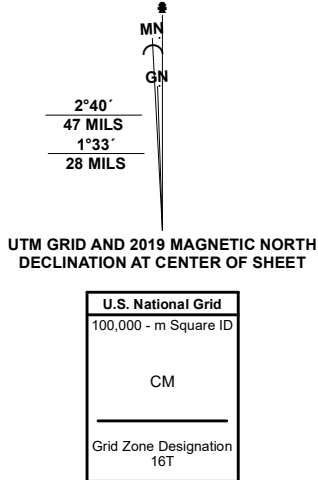 MN
GN
2°40´
47 MILS
1°33´
28 MILS
UTM GRID AND 2019 MAGNETIC NORTH
DECLINATION AT CENTER OF SHEET
U.S. National Grid
100,000 - m Square ID
CM
Grid Zone Designation
16T